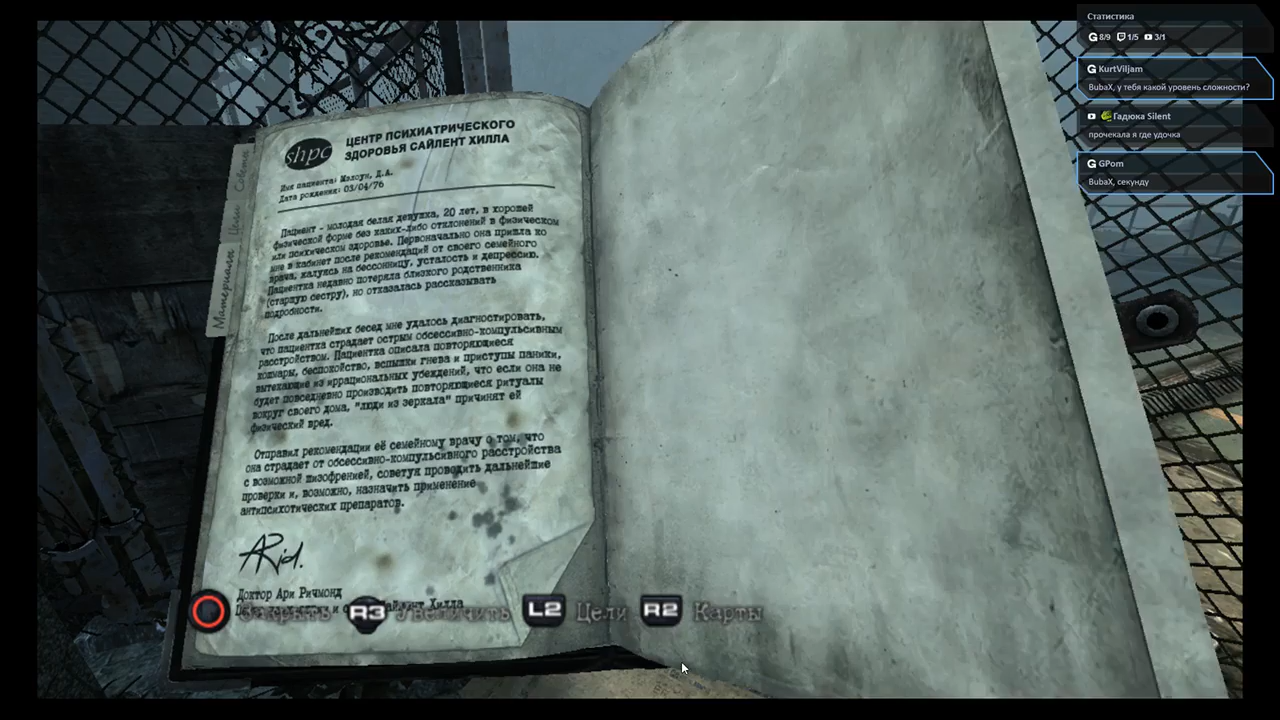 Статистика
8/9 1/5 3/1
KurtViljam
BubaX, у тебя какой уровень сложности?
Гадюка Silent
прочекала я где удочка
GPom
BubaX, секунду
Советы
Цели
Материалы
shpc
ЦЕНТР ПСИХИАТРИЧЕСКОГО
ЗДОРОВЬЯ САЙЛЕНТ ХИЛЛА
Имя пациента: Мэлоун, Д.А.
Дата рождения: 03/04/76
Пациент - молодая белая девушка, 20 лет, в хорошей
физической форме без каких-либо отклонений в физическом
или психическом здоровье. Первоначально она пришла ко
мне в кабинет после рекомендаций от своего семейного
врача, жалуясь на бессонницу, усталость и депрессию.
Пациентка недавно потеряла близкого родственника
(старшую сестру), но отказалась рассказывать
подробности.
После дальнейших бесед мне удалось диагностировать,
что пациентка страдает острым обсессивно-компульсивным
расстройством. Пациентка описала повторяющиеся
кошмары, беспокойство, вспышки гнева и приступы паники,
вытекающие из иррациональных убеждений, что если она не
будет повседневно производить повторяющиеся ритуалы
вокруг своего дома, "люди из зеркала" причинят ей
физический вред.
Отправил рекомендации её семейному врачу о том, что
она страдает от обсессивно-компульсивного расстройства
с возможной шизофренией, советуя проводить дальнейшие
проверки и, возможно, назначить применение
антипсихотических препаратов.
ARid.
Доктор Ари Ричмонд
Хилла
Закрыть R3 Увеличить L2 Цели R2 Карты